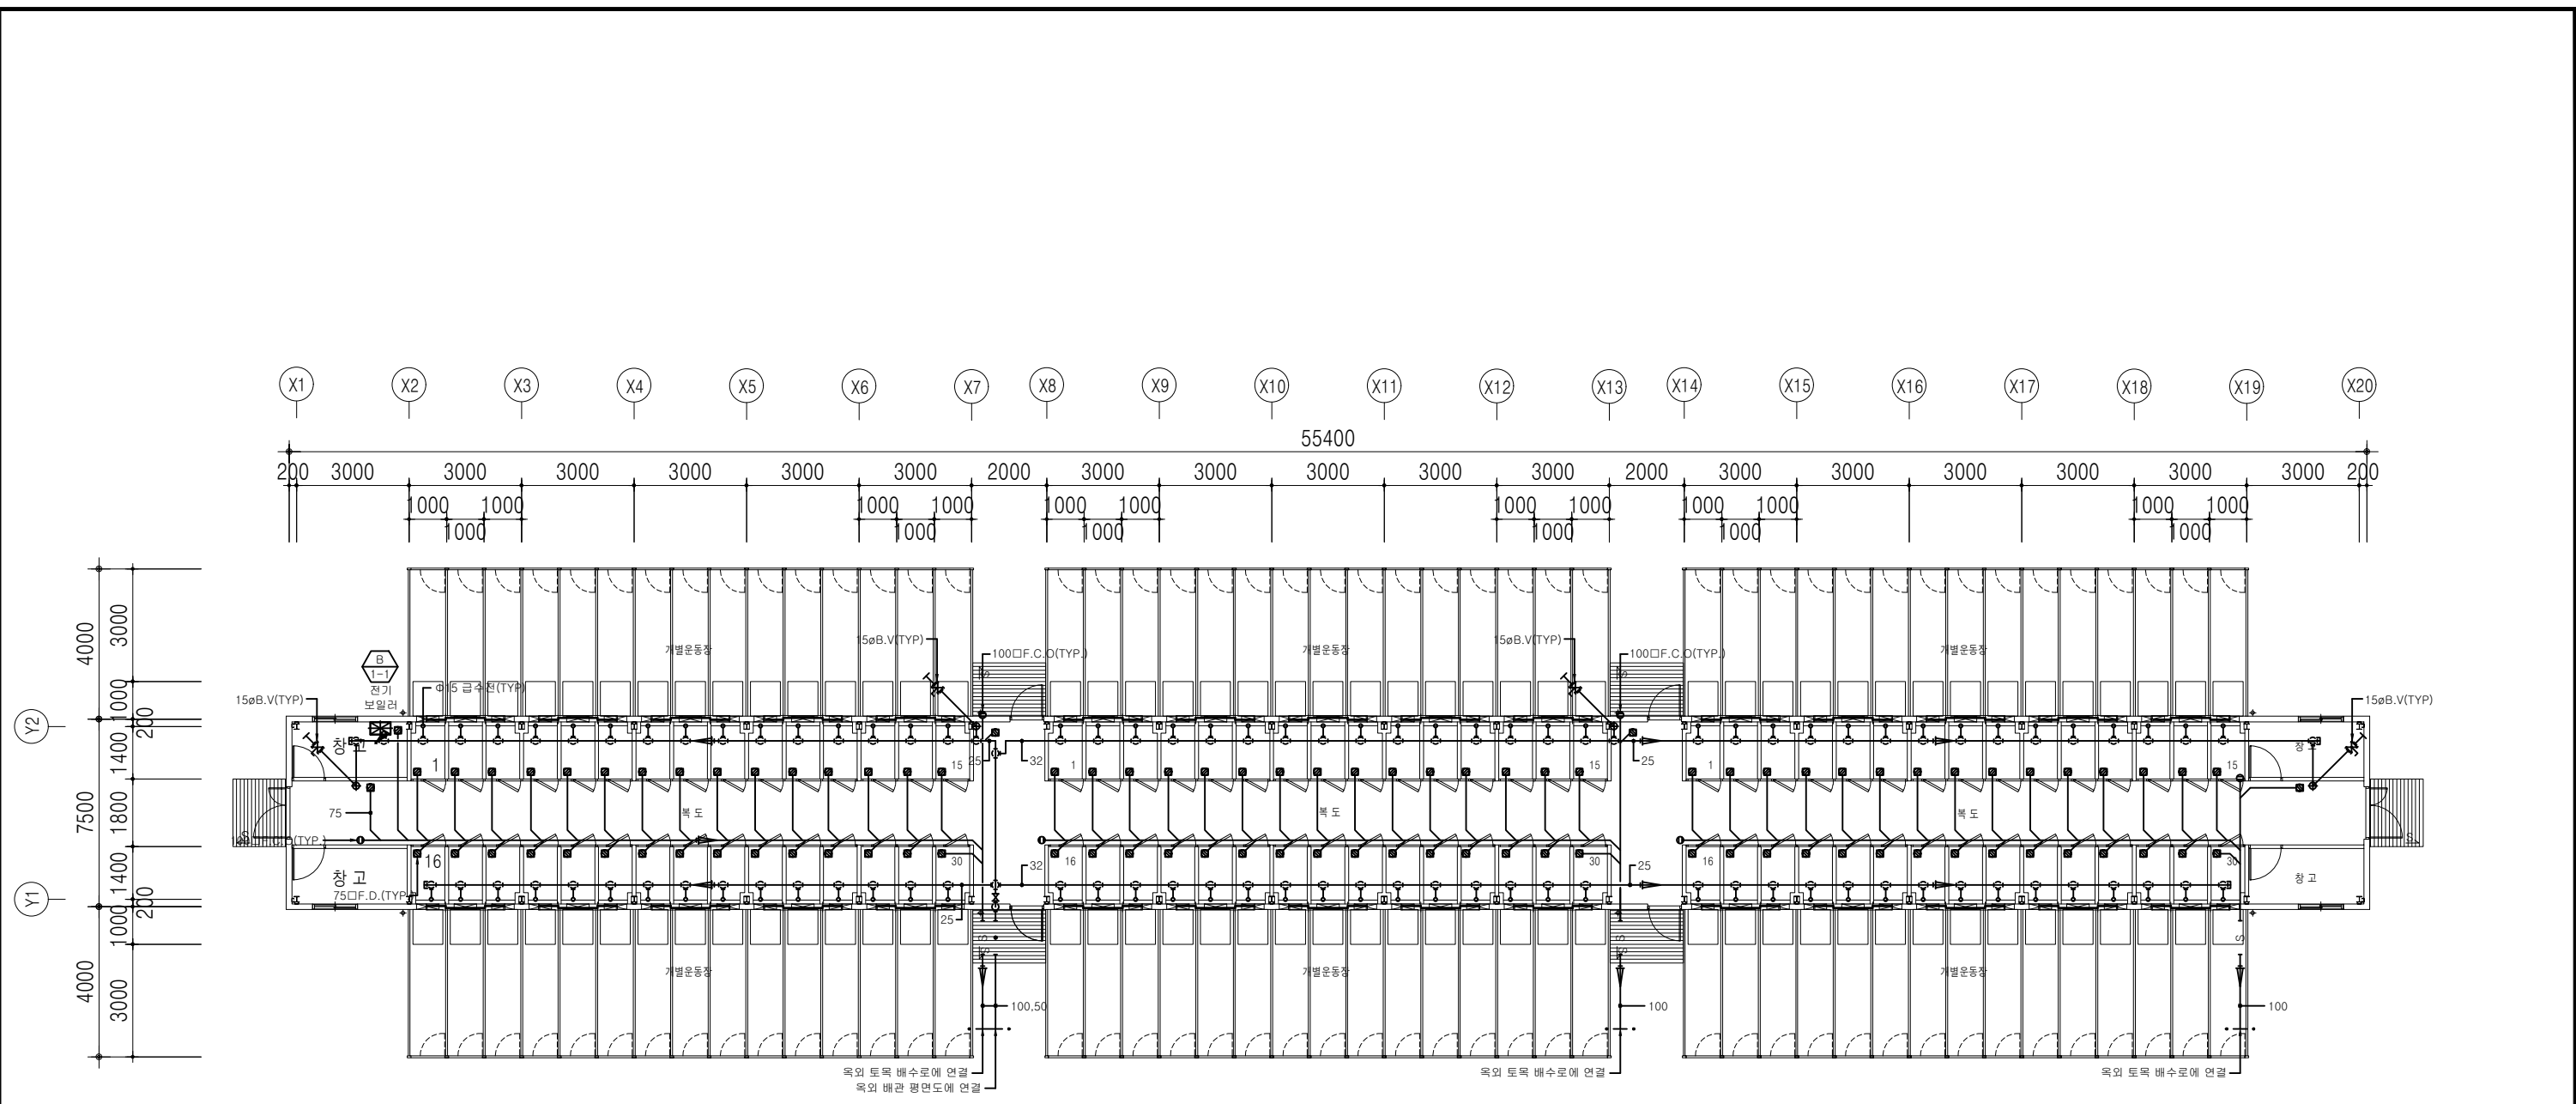 X1 X2 X3 X4 X5 X6 X7 X8 X9 X10 X11 X12 X13 X14 X15 X16 X17 X18 X19 X20
55400
200 3000 3000 3000 3000 3000 3000 2000 3000 3000 3000 3000 3000 2000 3000 3000 3000 3000 3000 3000 200
1000 1000 1000 1000 1000 1000 1000 1000 1000 1000 1000 1000
1000 1000 1000 1000 1000 1000
4000 3000
개별운동장 개별운동장 개별운동장
15øB.V(TYP) 15øB.V(TYP)
100□F.C.O(TYP.) 100□F.C.O(TYP.)
B
1-1
전기
보일러
Φ15 급수전(TYP)
15øB.V(TYP) 15øB.V(TYP)
1000
200
Y2
창고 창고
1400
25 32 25
1 15 1 15 1 15
7500 1800
75
복도 복도 복도
S S
16 30 16 30 16 30
창고 창고
75□F.D.(TYP)
1400
32 25
25
Y1
200
1000
S S S
4000 3000
개별운동장 개별운동장 개별운동장
100,50 100 100
옥외 토목 배수로에 연결 옥외 토목 배수로에 연결 옥외 토목 배수로에 연결
옥외 배관 평면도에 연결